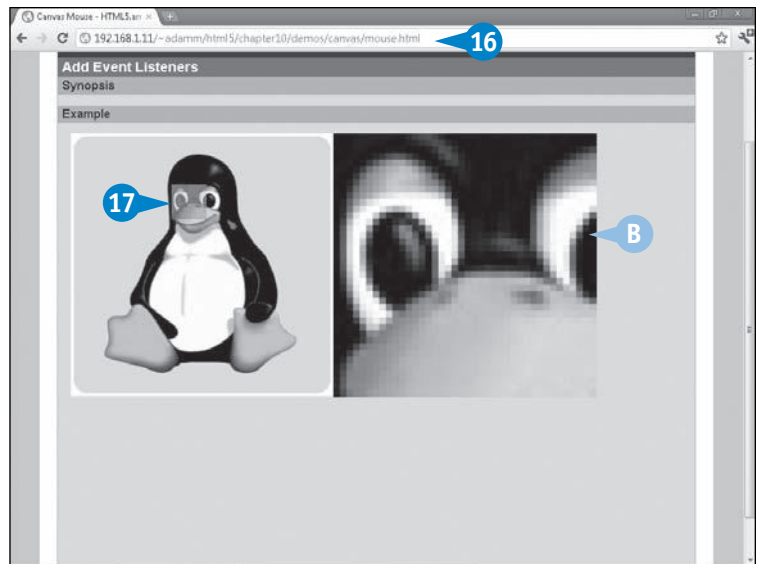 Canvas Mouse - HTML5.an
192.168.1.11/~adamm/html5/chapter10/demos/canvas/mouse.html
16
Add Event Listeners
Synopsis
Example
17
B